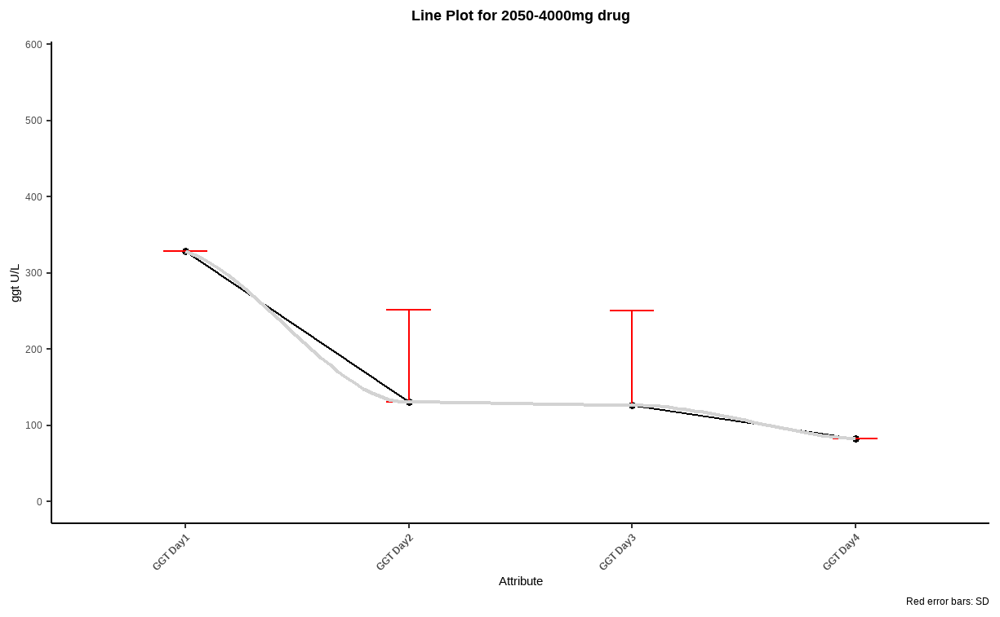 Line Plot for 2050-4000mg drug
600
500
400
300
200
100
0
ggt U/L
GGT Day1
GGT Day2
GGT Day3
GGT Day4
Attribute
Red error bars: SD